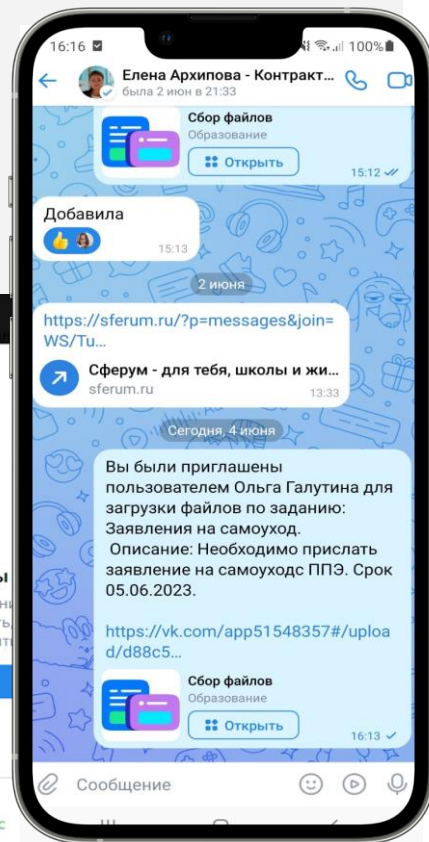 16:16
100%
Елена Архипова - Контракт...
была 2 июн в 21:33
Сбор файлов
Образование
Открыть
15:12
Добавила
15:13
2 июня
https://sferum.ru/?p=messages&join=
WS/Tu...
Сферум - для тебя, школы и жи...
sferum.ru
13:33
Сегодня, 4 июня
Вы были приглашены
пользователем Ольга Галутина для
загрузки файлов по заданию:
Заявления на самоуход.
Описание: Необходимо прислать
заявление на самоуходс ППЭ. Срок
05.06.2023.
https://vk.com/app51548357#/uploa
d/d88c5...
Сбор файлов
Образование
Открыть
16:13
Сообщение